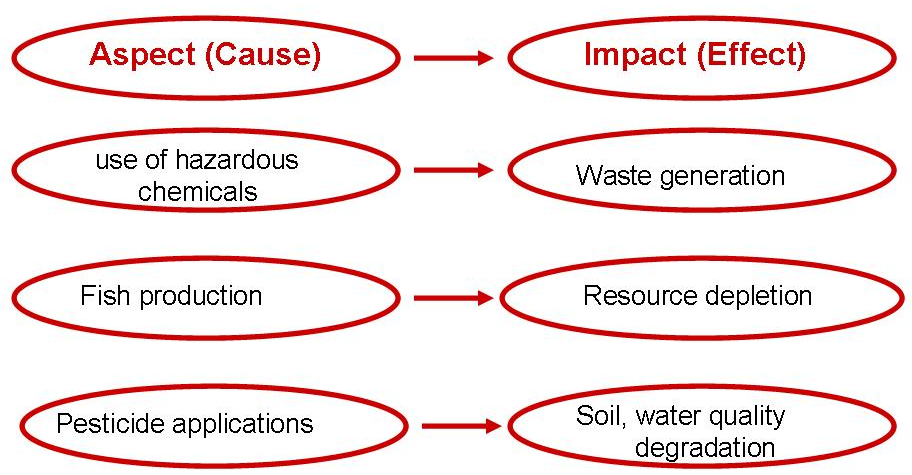 Aspect (Cause)
Impact (Effect)
use of hazardous
chemicals
Waste generation
Fish production
Resource depletion
Pesticide applications
Soil, water quality
degradation